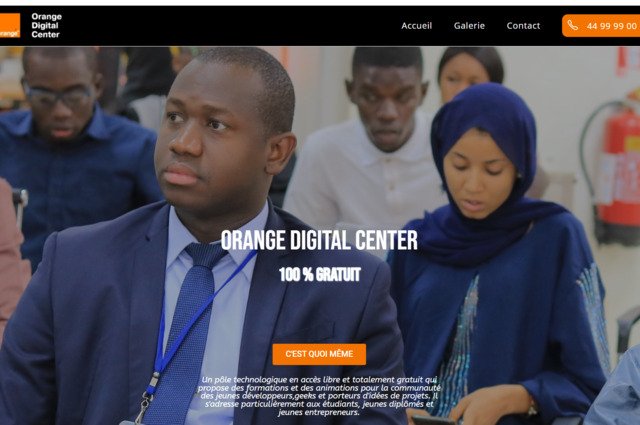 orange
Orange
Digital
Center
Accueil
Galerie
Contact
44 99 99 00
ORANGE DIGITAL CENTER
100 % GRATUIT
C'EST QUOI MÊME
Un pôle technologique en accès libre et totalement gratuit qui
propose des formations et des animations pour la communauté
des jeunes développeurs,geeks et porteurs d'idées de projets. Il
s'adresse particulièrement aux étudiants, jeunes diplômés et
jeunes entrepreneurs.